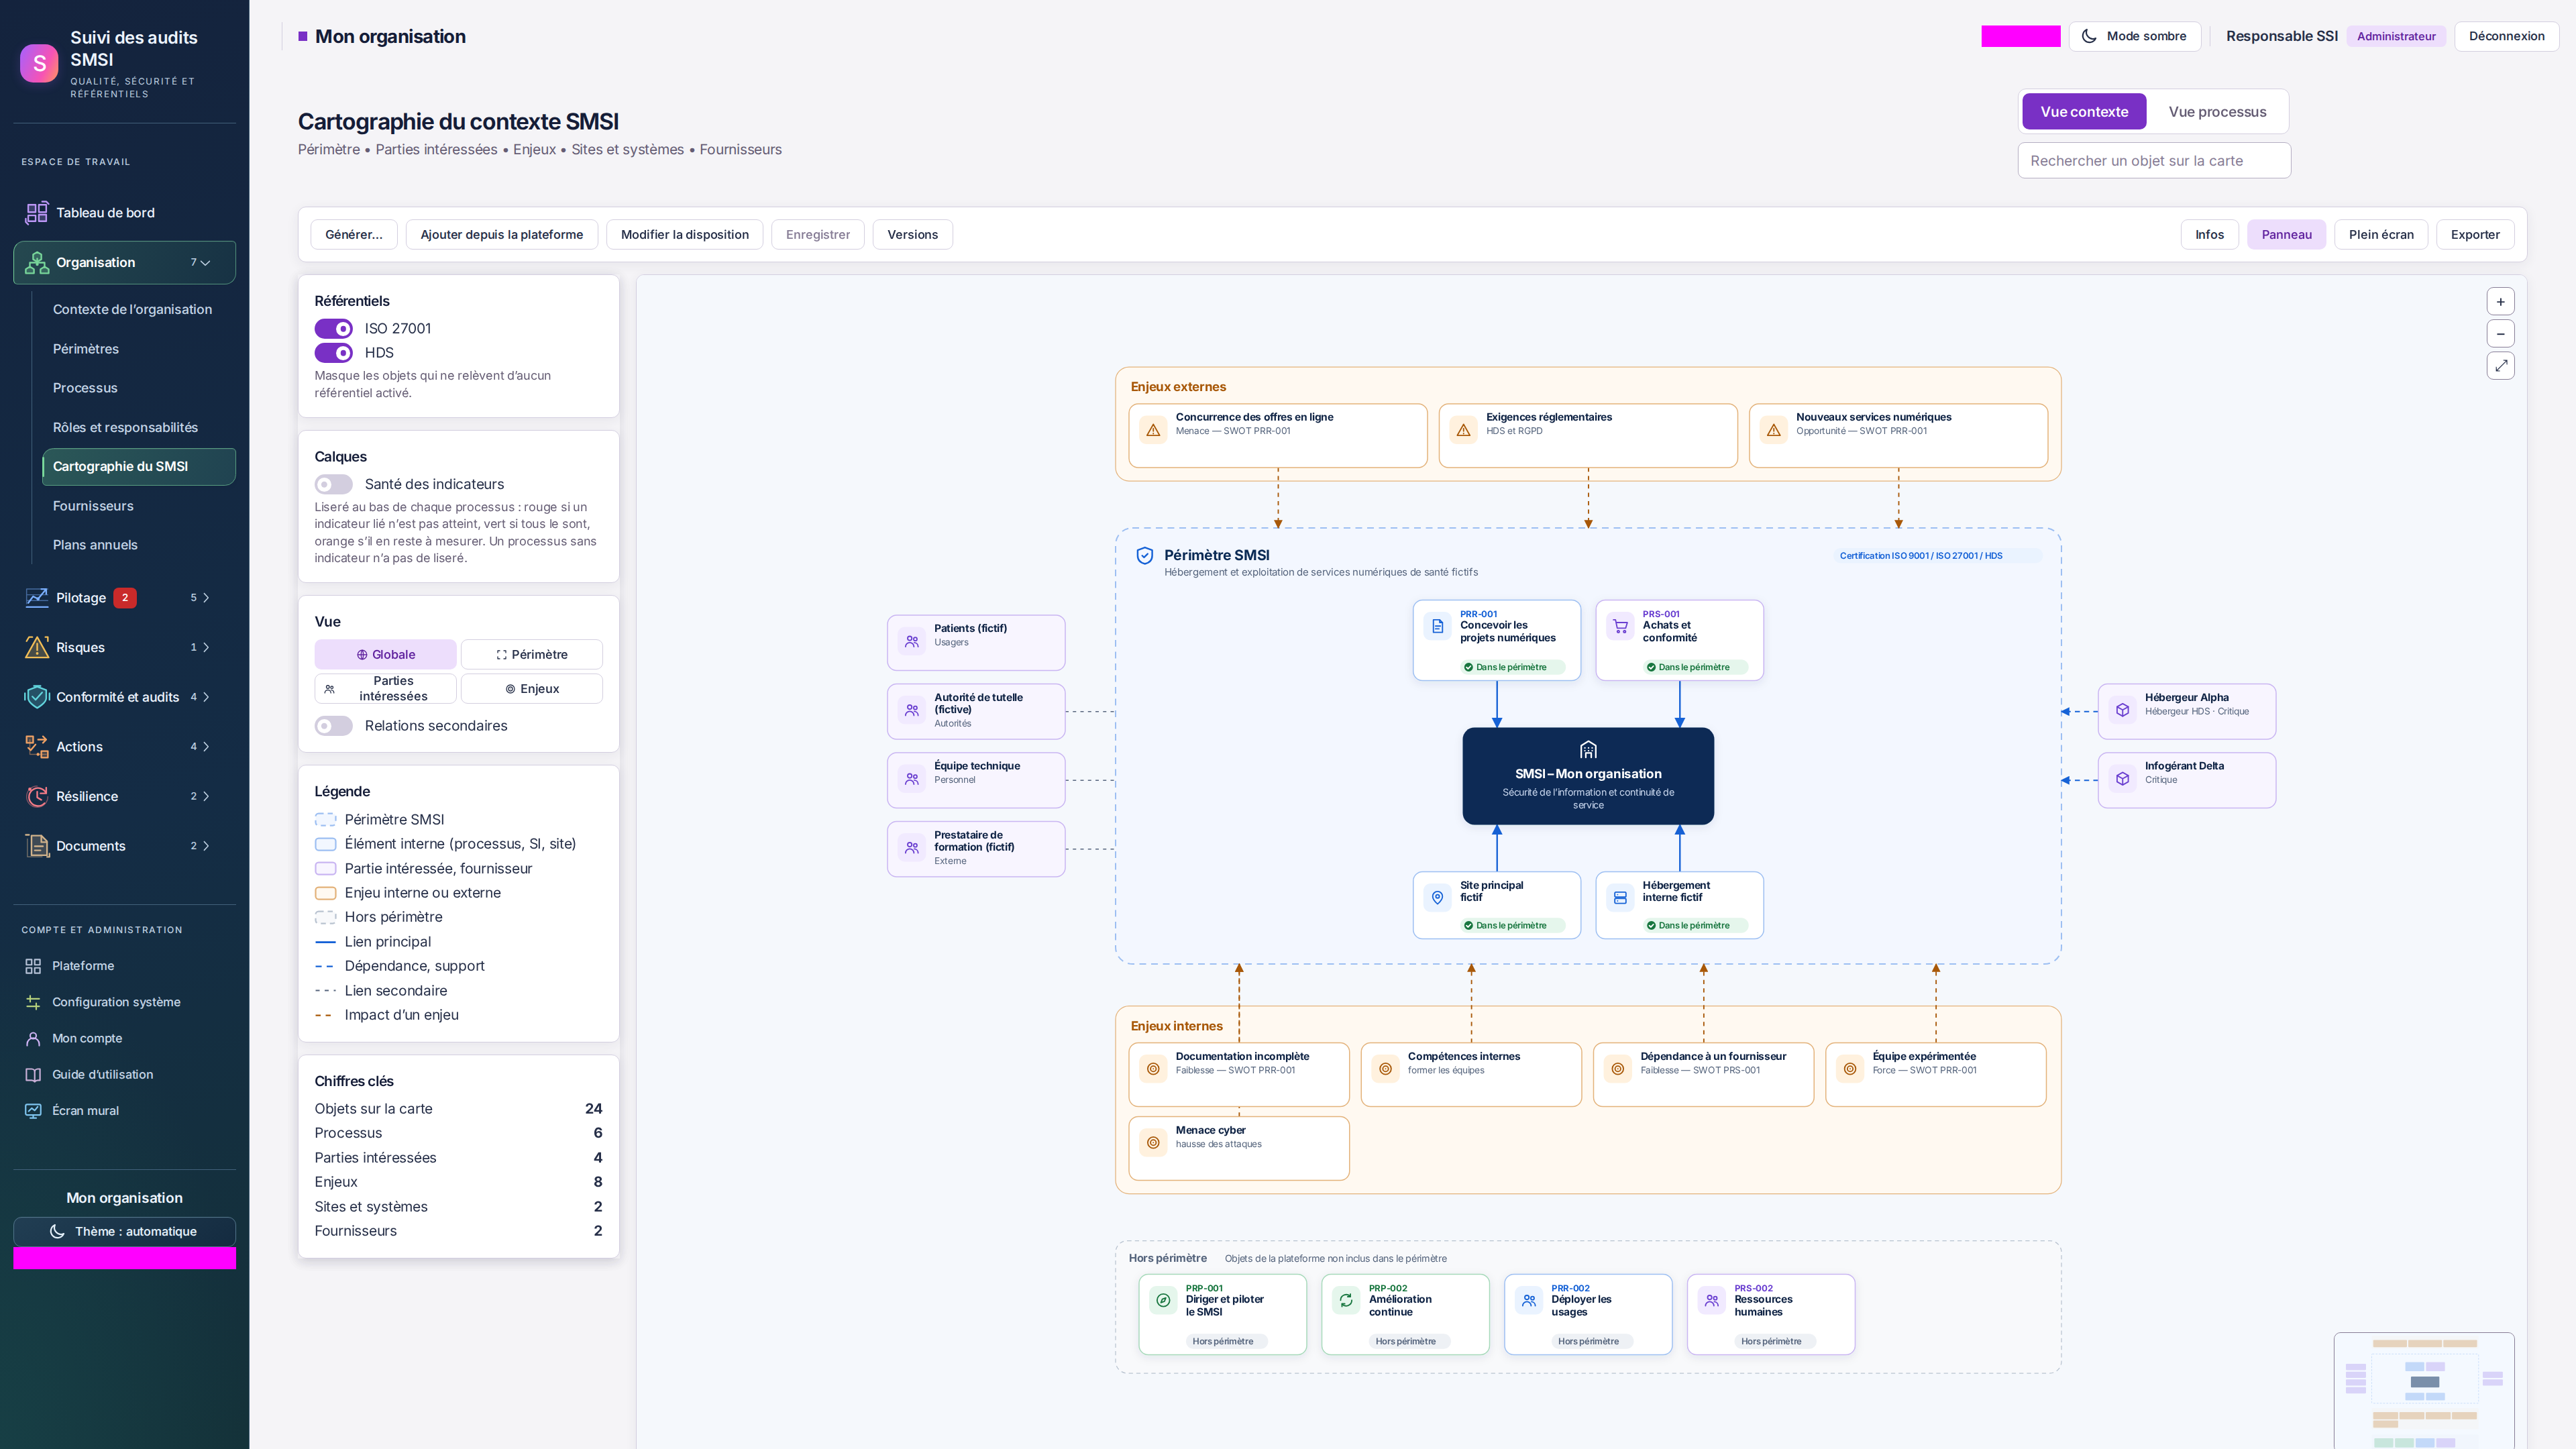 Suivi des audits
SMSI
QUALITÉ, SÉCURITÉ ET
RÉFÉRENTIELS
ESPACE DE TRAVAIL
Tableau de bord
Organisation 7
Contexte de l’organisation
Périmètres
Processus
Rôles et responsabilités
Cartographie du SMSI
Fournisseurs
Plans annuels
Pilotage 2 5
Risques 1
Conformité et audits 4
Actions 4
Résilience 2
Documents 2
COMPTE ET ADMINISTRATION
Plateforme
Configuration système
Mon compte
Guide d’utilisation
Écran mural
Mon organisation
Thème : automatique
Mon organisation
Mode sombre
Responsable SSI
Administrateur
Déconnexion
Cartographie du contexte SMSI
Périmètre • Parties intéressées • Enjeux • Sites et systèmes • Fournisseurs
Vue contexte
Vue processus
Rechercher un objet sur la carte
Générer...
Ajouter depuis la plateforme
Modifier la disposition
Enregistrer
Versions
Infos
Panneau
Plein écran
Exporter
Référentiels
ISO 27001
HDS
Masque les objets qui ne relèvent d’aucun
référentiel activé.
Calques
Santé des indicateurs
Liseré au bas de chaque processus : rouge si un
indicateur lié n’est pas atteint, vert si tous le sont,
orange s’il en reste à mesurer. Un processus sans
indicateur n’a pas de liseré.
Vue
Globale
Périmètre
Parties
intéressées
Enjeux
Relations secondaires
Légende
Périmètre SMSI
Élément interne (processus, SI, site)
Partie intéressée, fournisseur
Enjeu interne ou externe
Hors périmètre
Lien principal
Dépendance, support
Lien secondaire
Impact d’un enjeu
Chiffres clés
Objets sur la carte 24
Processus 6
Parties intéressées 4
Enjeux 8
Sites et systèmes 2
Fournisseurs 2
+
−
Enjeux externes
Concurrence des offres en ligne
Menace — SWOT PRR-001
Exigences réglementaires
HDS et RGPD
Nouveaux services numériques
Opportunité — SWOT PRR-001
Périmètre SMSI
Hébergement et exploitation de services numériques de santé fictifs
Certification ISO 9001 / ISO 27001 / HDS
PRR-001
Concevoir les
projets numériques
Dans le périmètre
PRS-001
Achats et
conformité
Dans le périmètre
Patients (fictif)
Usagers
Autorité de tutelle
(fictive)
Autorités
Équipe technique
Personnel
Prestataire de
formation (fictif)
Externe
SMSI – Mon organisation
Sécurité de l’information et continuité de
service
Hébergeur Alpha
Hébergeur HDS · Critique
Infogérant Delta
Critique
Site principal
fictif
Dans le périmètre
Hébergement
interne fictif
Dans le périmètre
Enjeux internes
Documentation incomplète
Faiblesse — SWOT PRR-001
Compétences internes
former les équipes
Dépendance à un fournisseur
Faiblesse — SWOT PRS-001
Équipe expérimentée
Force — SWOT PRR-001
Menace cyber
hausse des attaques
Hors périmètre
Objets de la plateforme non inclus dans le périmètre
PRP-001
Diriger et piloter
le SMSI
Hors périmètre
PRP-002
Amélioration
continue
Hors périmètre
PRR-002
Déployer les
usages
Hors périmètre
PRS-002
Ressources
humaines
Hors périmètre